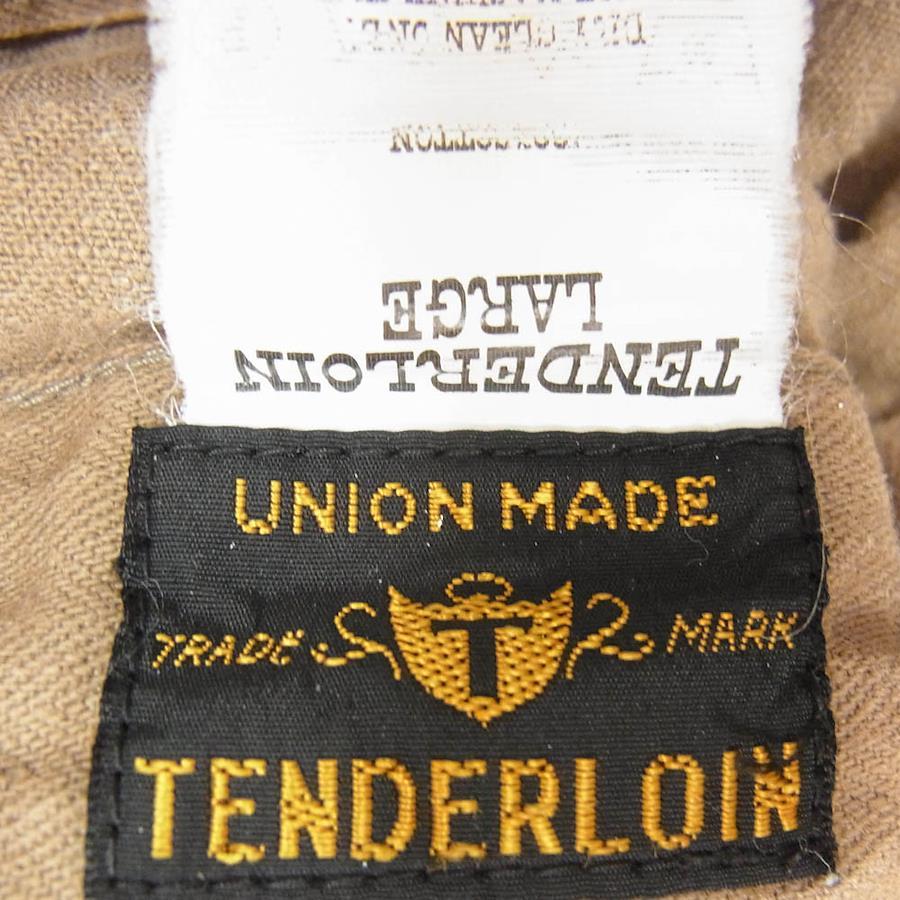 DRY CLEAN ONLY
100% COTTON
LARGE
TENDERLOIN
UNION MADE
TRADE T MARK
TENDERLOIN